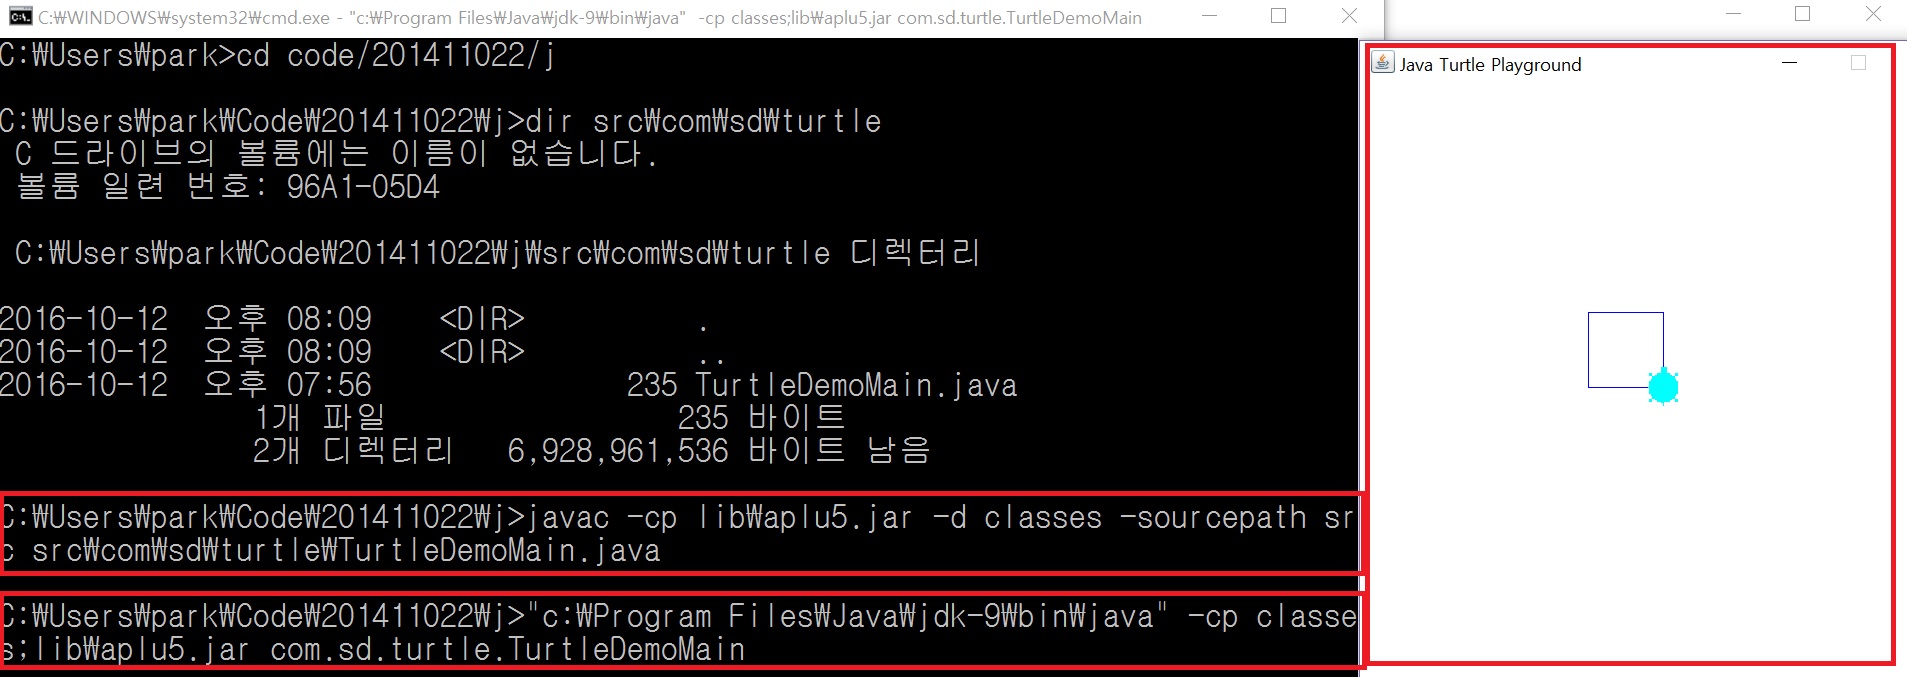 C:\WINDOWS\system32\cmd.exe - "c:\Program Files\Java\jdk-9\bin\java"  -cp classes;lib\aplu5.jar com.sd.turtle.TurtleDemoMain
C:\Users\park>cd code/201411022/j
C:\Users\park\Code\201411022\j>dir src\com\sd\turtle
C 드라이브의 볼륨에는 이름이 없습니다.
볼륨 일련 번호: 96A1-05D4
C:\Users\park\Code\201411022\j\src\com\sd\turtle 디렉터리
2016-10-12  오후 08:09    <DIR>          .
2016-10-12  오후 08:09    <DIR>          ..
2016-10-12  오후 07:56               235 TurtleDemoMain.java
1개 파일                 235 바이트
2개 디렉터리   6,928,961,536 바이트 남음
C:\Users\park\Code\201411022\j>javac -cp lib\aplu5.jar -d classes -sourcepath sr
c src\com\sd\turtle\TurtleDemoMain.java
C:\Users\park\Code\201411022\j>"c:\Program Files\Java\jdk-9\bin\java" -cp classe
s;lib\aplu5.jar com.sd.turtle.TurtleDemoMain
Java Turtle Playground